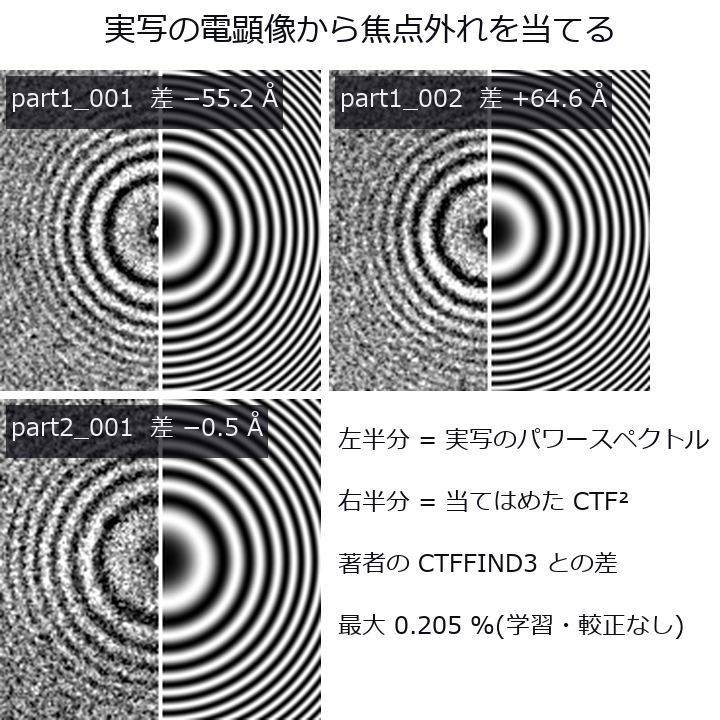 実写の電顕像から焦点外れを当てる
part1_001 差 −55.2 Å
part1_002 差 +64.6 Å
part2_001 差 −0.5 Å
左半分 = 実写のパワースペクトル
右半分 = 当てはめた CTF²
著者の CTFFIND3 との差
最大 0.205 %(学習・較正なし)